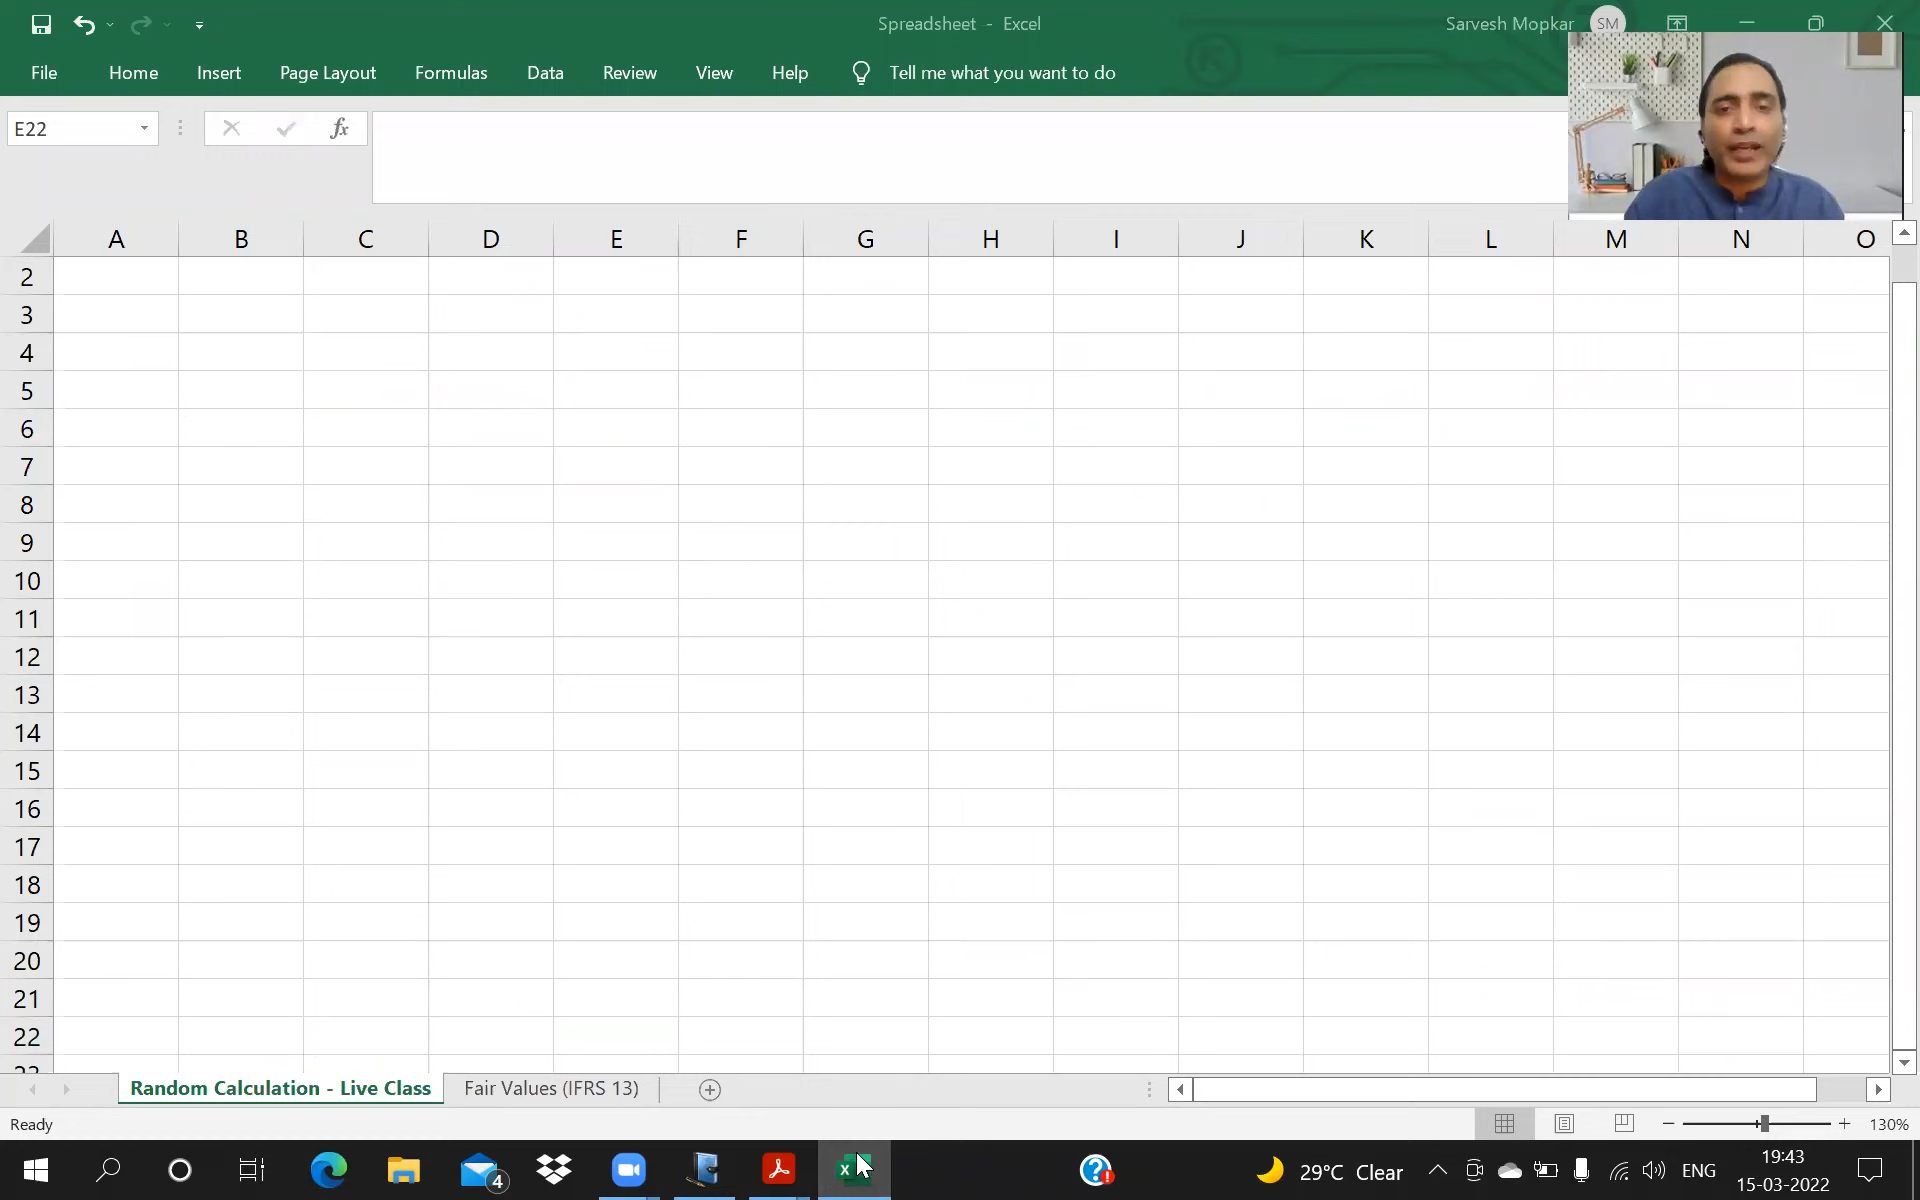 Spreadsheet - Excel
Sarvesh Mopkar SM
File Home Insert Page Layout Formulas Data Review View Help Tell me what you want to do
E22 fx
A B C D E F G H I J K L M N O
2
3
4
5
6
7
8
9
10
11
12
13
14
15
16
17
18
19
20
21
22
23
Random Calculation - Live Class Fair Values (IFRS 13)
Ready 130%
4 29°C Clear ENG 19:43
15-03-2022